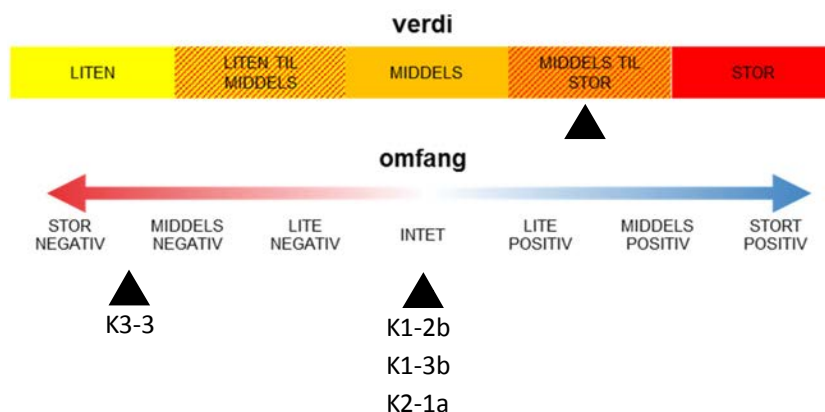 verdi
LITEN
LITEN TIL
MIDDELS
MIDDELS
MIDDELS TIL
STOR
STOR
omfang
STOR
NEGATIV
MIDDELS
NEGATIV
LITE
NEGATIV
INTET
LITE
POSITIV
MIDDELS
POSITIV
STORT
POSITIV
K3-3
K1-2b
K1-3b
K2-1a